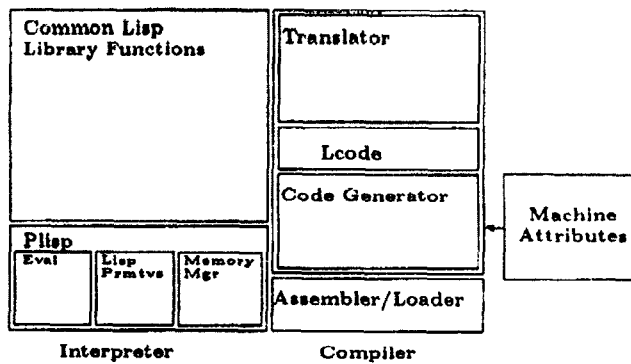 Common Lisp
Library Functions
Translator
Lcode
Code Generator
Machine
Attributes
Plisp
Eval
Lisp
Prmtvs
Memory
Mgr
Assembler/Loader
Interpreter
Compiler